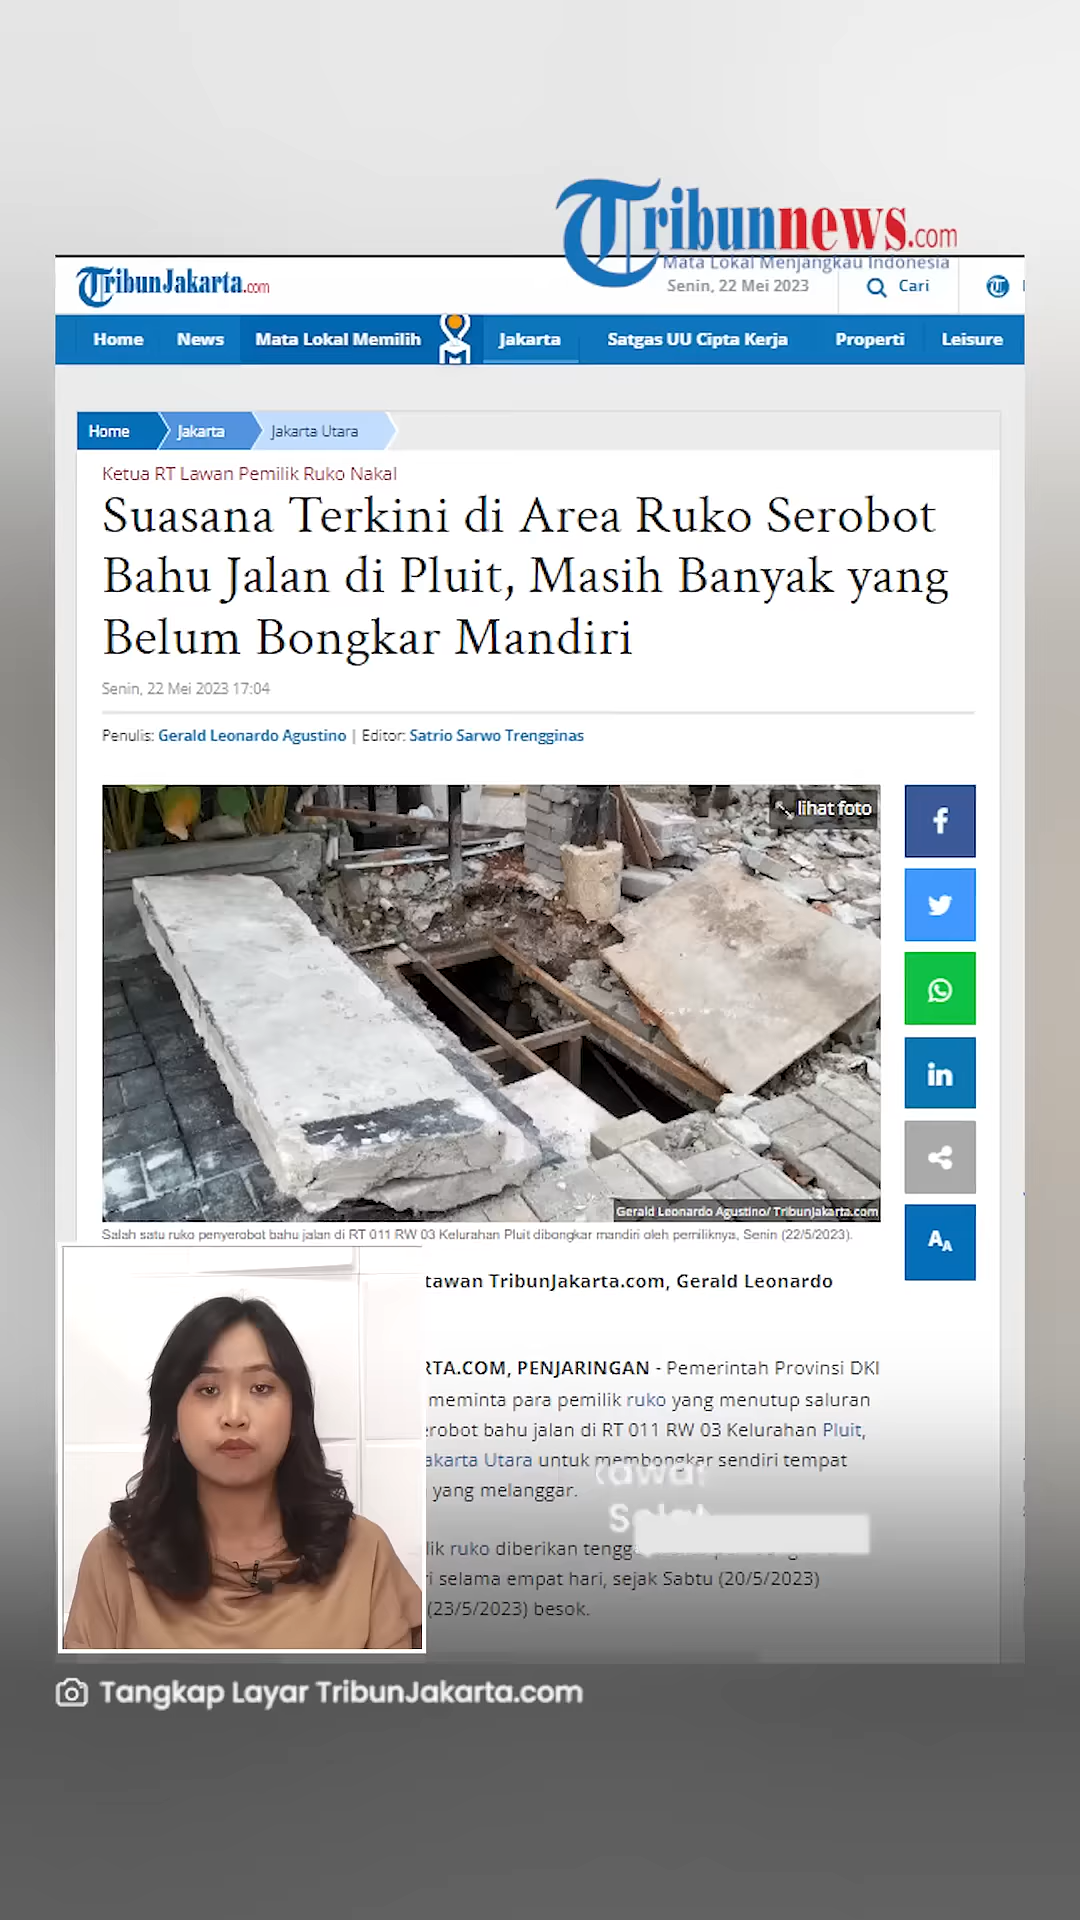 Tribunnews.com
Mata Lokal Menjangkau Indonesia
TribunJakarta.com
Senin, 22 Mei 2023
Cari
Home News Mata Lokal Memilih Jakarta Satgas UU Cipta Kerja Properti Leisure
Home Jakarta Jakarta Utara
Ketua RT Lawan Pemilik Ruko Nakal
Suasana Terkini di Area Ruko Serobot
Bahu Jalan di Pluit, Masih Banyak yang
Belum Bongkar Mandiri
Senin, 22 Mei 2023 17:04
Penulis: Gerald Leonardo Agustino | Editor: Satrio Sarwo Trengginas
lihat foto
Gerald Leonardo Agustino/ TribunJakarta.com
Salah satu ruko penyerobot bahu jalan di RT 011 RW 03 Kelurahan Pluit dibongkar mandiri oleh pemiliknya, Senin (22/5/2023).
tawan TribunJakarta.com, Gerald Leonardo
RTA.COM, PENJARINGAN - Pemerintah Provinsi DKI
meminta para pemilik ruko yang menutup saluran
robot bahu jalan di RT 011 RW 03 Kelurahan Pluit,
akarta Utara untuk membongkar sendiri tempat
yang melanggar.
lik ruko diberikan tengga
i selama empat hari, sejak Sabtu (20/5/2023)
(23/5/2023) besok.
Tangkap Layar TribunJakarta.com